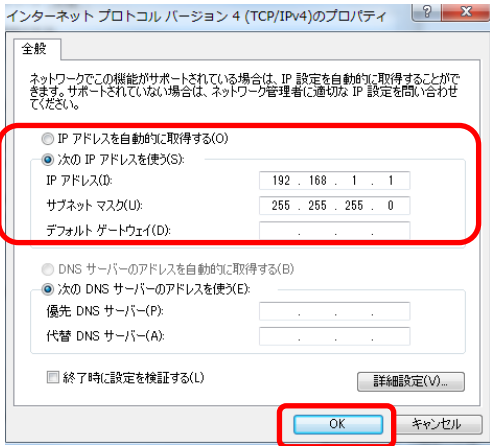 インターネット プロトコル バージョン 4 (TCP/IPv4)のプロパティ
全般
ネットワークでこの機能がサポートされている場合は、IP 設定を自動的に取得することがで
きます。サポートされていない場合は、ネットワーク管理者に適切な IP 設定を問い合わせ
てください。
IP アドレスを自動的に取得する(O)
次の IP アドレスを使う(S):
IP アドレス(I): 192 . 168 . 1 . 1
サブネット マスク(U): 255 . 255 . 255 . 0
デフォルト ゲートウェイ(D): . . .
DNS サーバーのアドレスを自動的に取得する(B)
次の DNS サーバーのアドレスを使う(E):
優先 DNS サーバー(P): . . .
代替 DNS サーバー(A): . . .
終了時に設定を検証する(L)
詳細設定(V)...
OK キャンセル